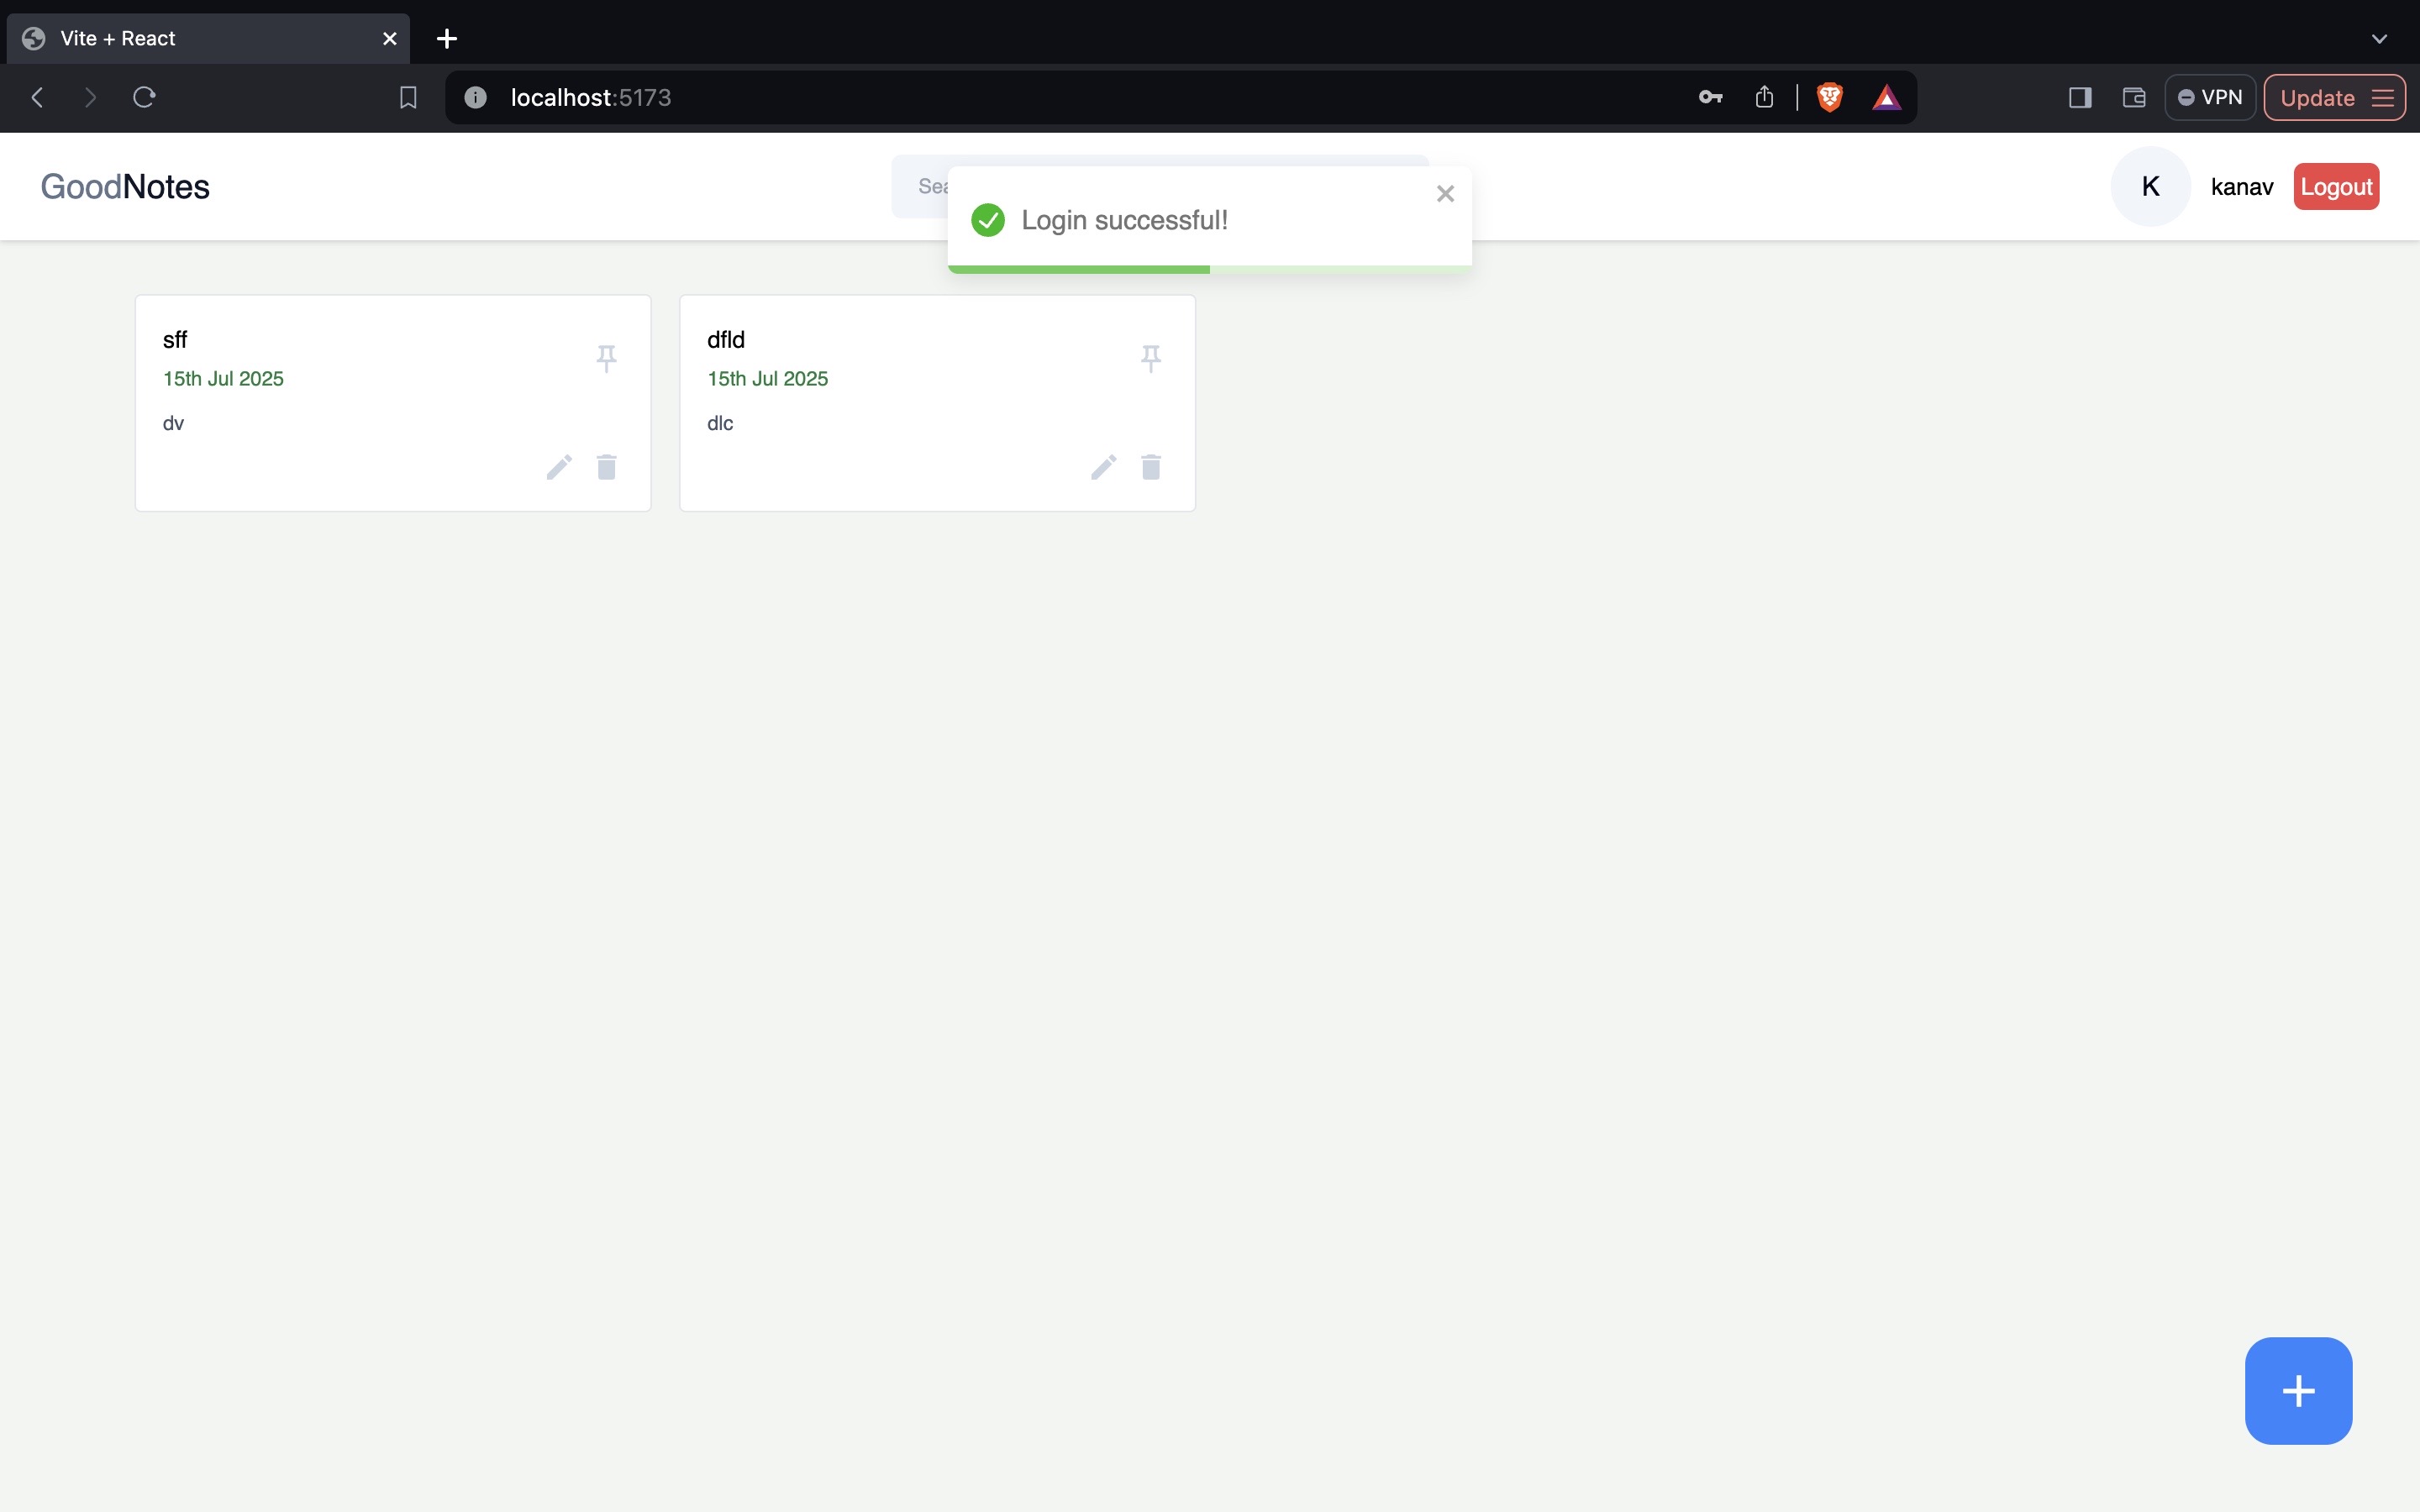 Vite + React
localhost:5173
VPN
Update
GoodNotes
Login successful!
K
kanav
Logout
sff
15th Jul 2025
dv
dfld
15th Jul 2025
dlc